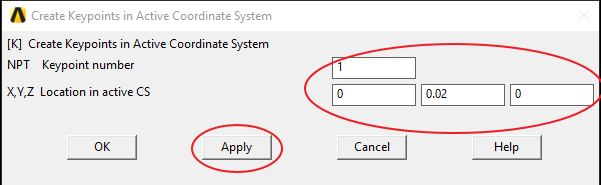 Create Keypoints in Active Coordinate System
[K] Create Keypoints in Active Coordinate System
NPT Keypoint number 1
X,Y,Z Location in active CS 0 0.02 0
OK Apply Cancel Help